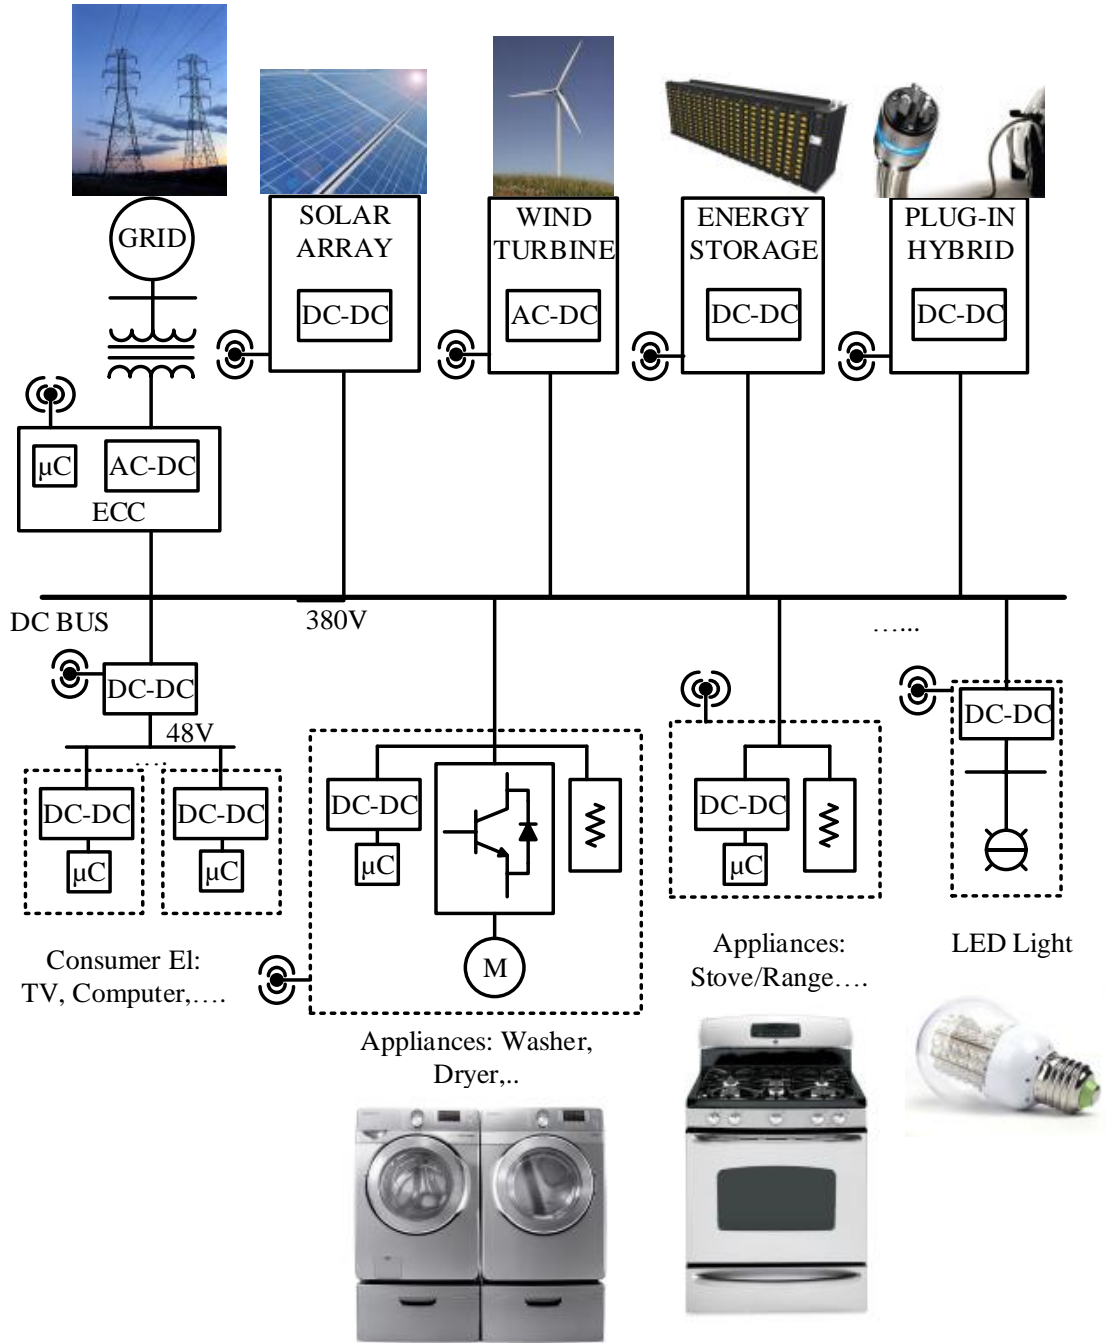 GRID
SOLAR
ARRAY
DC-DC
WIND
TURBINE
AC-DC
ENERGY
STORAGE
DC-DC
PLUG-IN
HYBRID
DC-DC
μC
AC-DC
ECC
DC BUS
380V
…...
DC-DC
48V
....
DC-DC
μC
DC-DC
μC
Consumer El:
TV, Computer,….
DC-DC
μC
M
Appliances: Washer,
Dryer,..
DC-DC
μC
Appliances:
Stove/Range….
DC-DC
LED Light